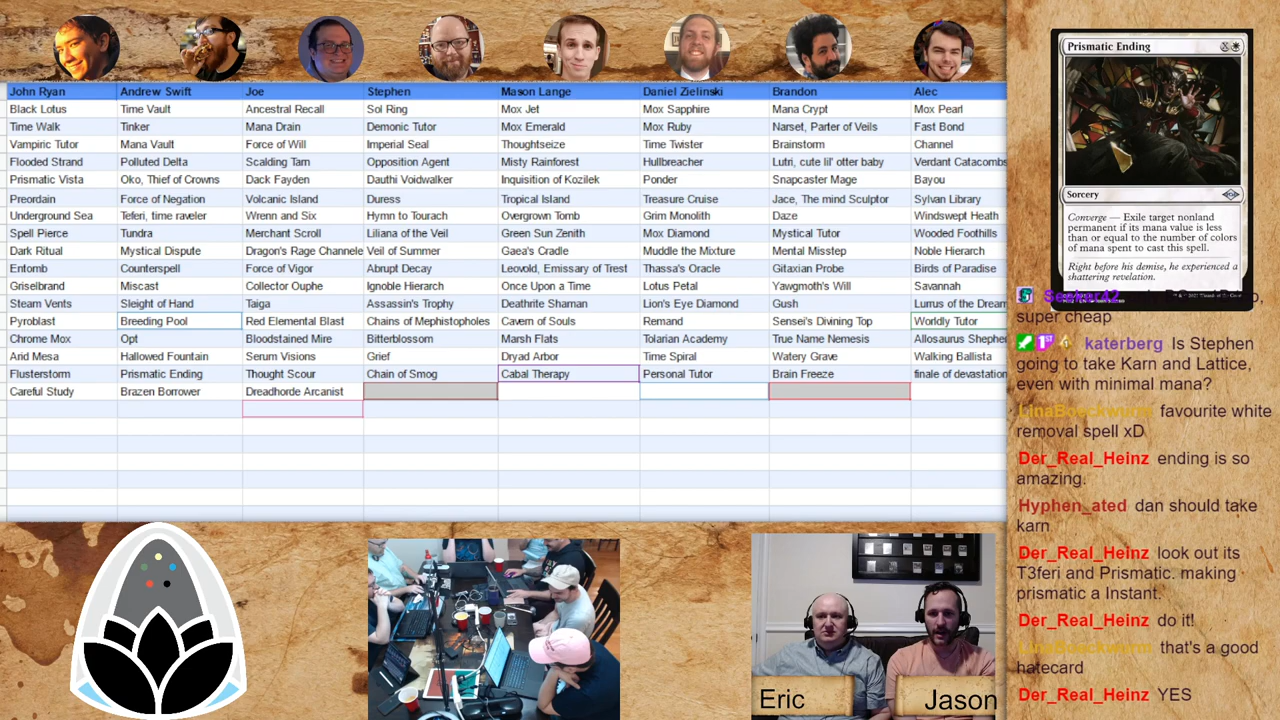 John Ryan Andrew Swift Joe Stephen Mason Lange Daniel Zielinski Brandon Alec
Black Lotus Time Vault Ancestral Recall Sol Ring Mox Jet Mox Sapphire Mana Crypt Mox Pearl
Time Walk Tinker Mana Drain Demonic Tutor Mox Emerald Mox Ruby Narset, Parter of Veils Fast Bond
Vampiric Tutor Mana Vault Force of Will Imperial Seal Thoughtseize Time Twister Brainstorm Channel
Flooded Strand Polluted Delta Scalding Tarn Opposition Agent Misty Rainforest Hullbreacher Lutri, cute lil' otter baby Verdant Catacombs
Prismatic Vista Oko, Thief of Crowns Dack Fayden Dauthi Voidwalker Inquisition of Kozilek Ponder Snapcaster Mage Bayou
Preordain Force of Negation Volcanic Island Duress Tropical Island Treasure Cruise Jace, The mind Sculptor Sylvan Library
Underground Sea Teferi, time raveler Wrenn and Six Hymn to Tourach Overgrown Tomb Grim Monolith Daze Windswept Heath
Spell Pierce Tundra Merchant Scroll Liliana of the Veil Green Sun Zenith Mox Diamond Mystical Tutor Wooded Foothills
Dark Ritual Mystical Dispute Dragon's Rage Channele Veil of Summer Gaea's Cradle Muddle the Mixture Mental Misstep Noble Hierarch
Entomb Counterspell Force of Vigor Abrupt Decay Leovold, Emissary of Trest Thassa's Oracle Gitaxian Probe Birds of Paradise
Griselbrand Miscast Collector Ouphe Ignoble Hierarch Once Upon a Time Lotus Petal Yawgmoth's Will Savannah
Steam Vents Sleight of Hand Taiga Assassin's Trophy Deathrite Shaman Lion's Eye Diamond Gush Lurrus of the Dream
Pyroblast Breeding Pool Red Elemental Blast Chains of Mephistopheles Cavern of Souls Remand Sensei's Divining Top Worldly Tutor
Chrome Mox Opt Bloodstained Mire Bitterblossom Marsh Flats Tolarian Academy True Name Nemesis Allosaurus Shepher
Arid Mesa Hallowed Fountain Serum Visions Grief Dryad Arbor Time Spiral Watery Grave Walking Ballista
Flusterstorm Prismatic Ending Thought Scour Chain of Smog Cabal Therapy Personal Tutor Brain Freeze finale of devastation
Careful Study Brazen Borrower Dreadhorde Arcanist
Prismatic Ending X
Sorcery
Converge — Exile target nonland
permanent if its mana value is less
than or equal to the number of colors
of mana spent to cast this spell.
Right before his demise, he experienced a
shattering revelation.
Seeker42
super cheap
katerberg Is Stephen
going to take Karn and Lattice,
even with minimal mana?
LinaBoeckwurm favourite white
removal spell xD
Der_Real_Heinz ending is so
amazing.
Hyphen_ated dan should take
karn
Der_Real_Heinz look out its
T3feri and Prismatic. making
prismatic a Instant.
Der_Real_Heinz do it!
LinaBoeckwurm that's a good
hatecard
Der_Real_Heinz YES
Eric
Jason